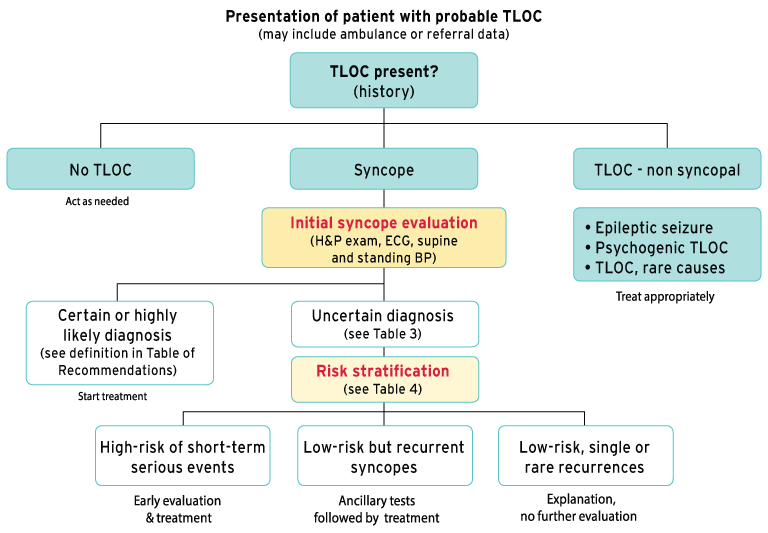 Presentation of patient with probable TLOC
(may include ambulance or referral data)
TLOC present?
(history)
No TLOC
Act as needed
Syncope
TLOC - non syncopal
Initial syncope evaluation
(H&P exam, ECG, supine
and standing BP)
• Epileptic seizure
• Psychogenic TLOC
• TLOC, rare causes
Treat appropriately
Certain or highly
likely diagnosis
(see definition in Table of
Recommendations)
Start treatment
Uncertain diagnosis
(see Table 3)
Risk stratification
(see Table 4)
High-risk of short-term
serious events
Early evaluation
& treatment
Low-risk but recurrent
syncopes
Ancillary tests
followed by treatment
Low-risk, single or
rare recurrences
Explanation,
no further evaluation